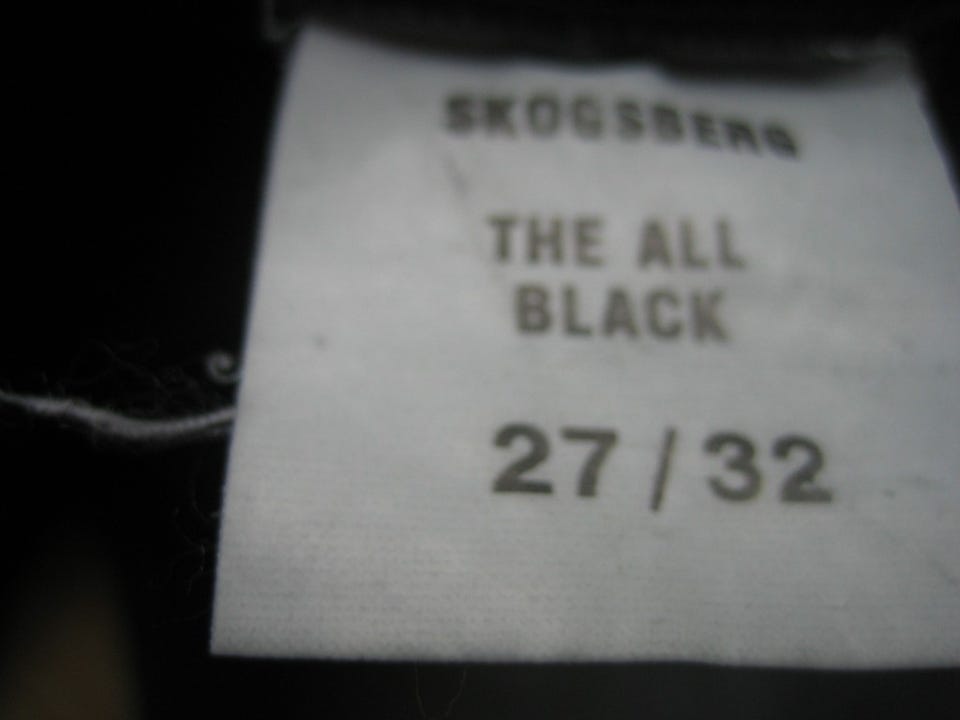 SKOGSBERG
THE ALL
BLACK
27 / 32